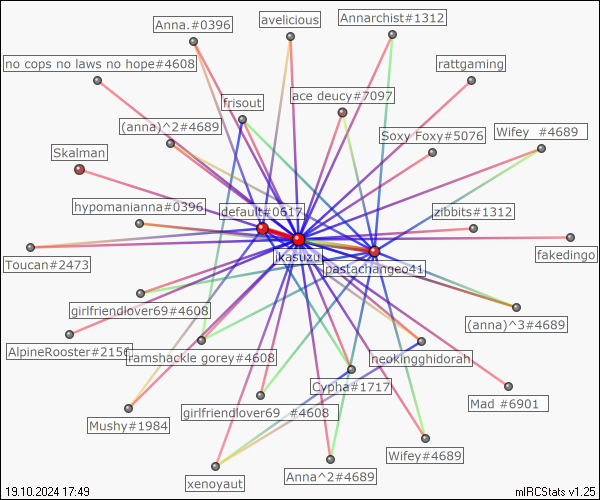 Anna.#0396
avelicious
Annarchist#1312
no cops no laws no hope#4608
rattgaming
frisout
ace deucy#7097
(anna)^2#4689
Soxy Foxy#5076
Wifey  #4689
Skalman
hypomanianna#0396
default#0617
zibbits#1312
ikasuzu
pastachangeo41
fakedingo
Toucan#2473
girlfriendlover69#4608
(anna)^3#4689
AlpineRooster#2156
ramshackle gorey#4608
neokingghidorah
Cypha#1717
Mushy#1984
girlfriendlover69  #4608
Mad #6901
xenoyaut
Anna^2#4689
Wifey#4689
19.10.2024 17:49
mIRCStats v1.25